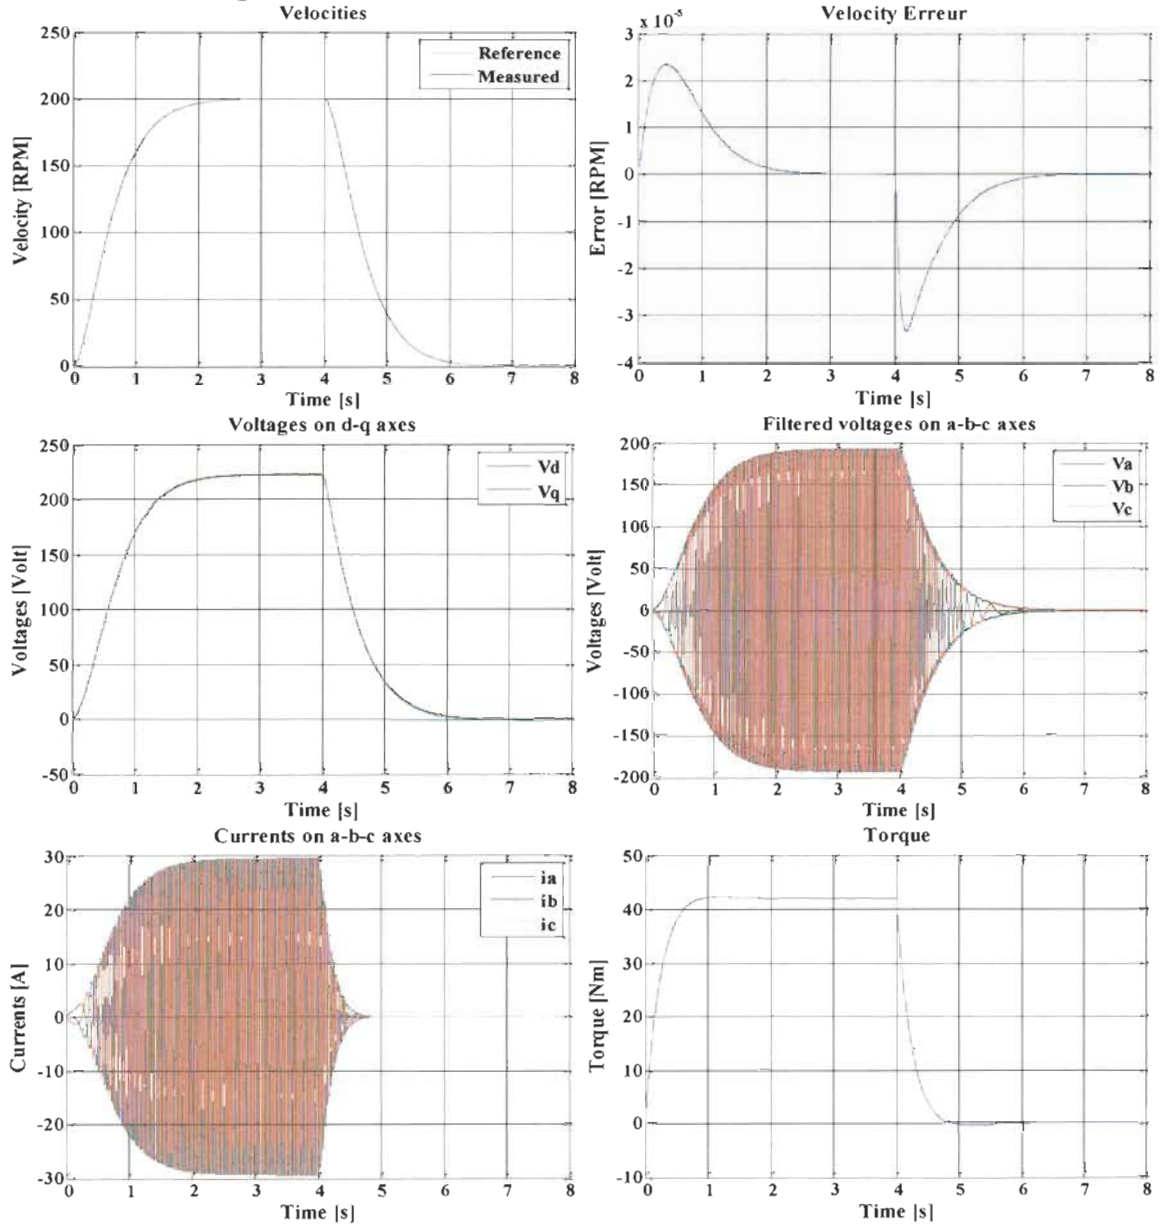 Velocities
250
200
150
100
50
0
Velocity [RPM]
Reference
Measured
0 1 2 3 4 5 6 7 8
Time [s]
Velocity Erreur
x 10⁻⁵
3
2
1
0
-1
-2
-3
-4
Error [RPM]
0 1 2 3 4 5 6 7 8
Time [s]
Voltages on d-q axes
250
200
150
100
50
0
-50
Voltages [Volt]
Vd
Vq
0 1 2 3 4 5 6 7 8
Time [s]
Filtered voltages on a-b-c axes
200
150
100
50
0
-50
-100
-150
-200
Voltages [Volt]
Va
Vb
Vc
0 1 2 3 4 5 6 7 8
Time [s]
Currents on a-b-c axes
30
20
10
0
-10
-20
-30
Currents [A]
ia
ib
ic
0 1 2 3 4 5 6 7 8
Time [s]
Torque
50
40
30
20
10
0
-10
Torque [Nm]
0 1 2 3 4 5 6 7 8
Time [s]